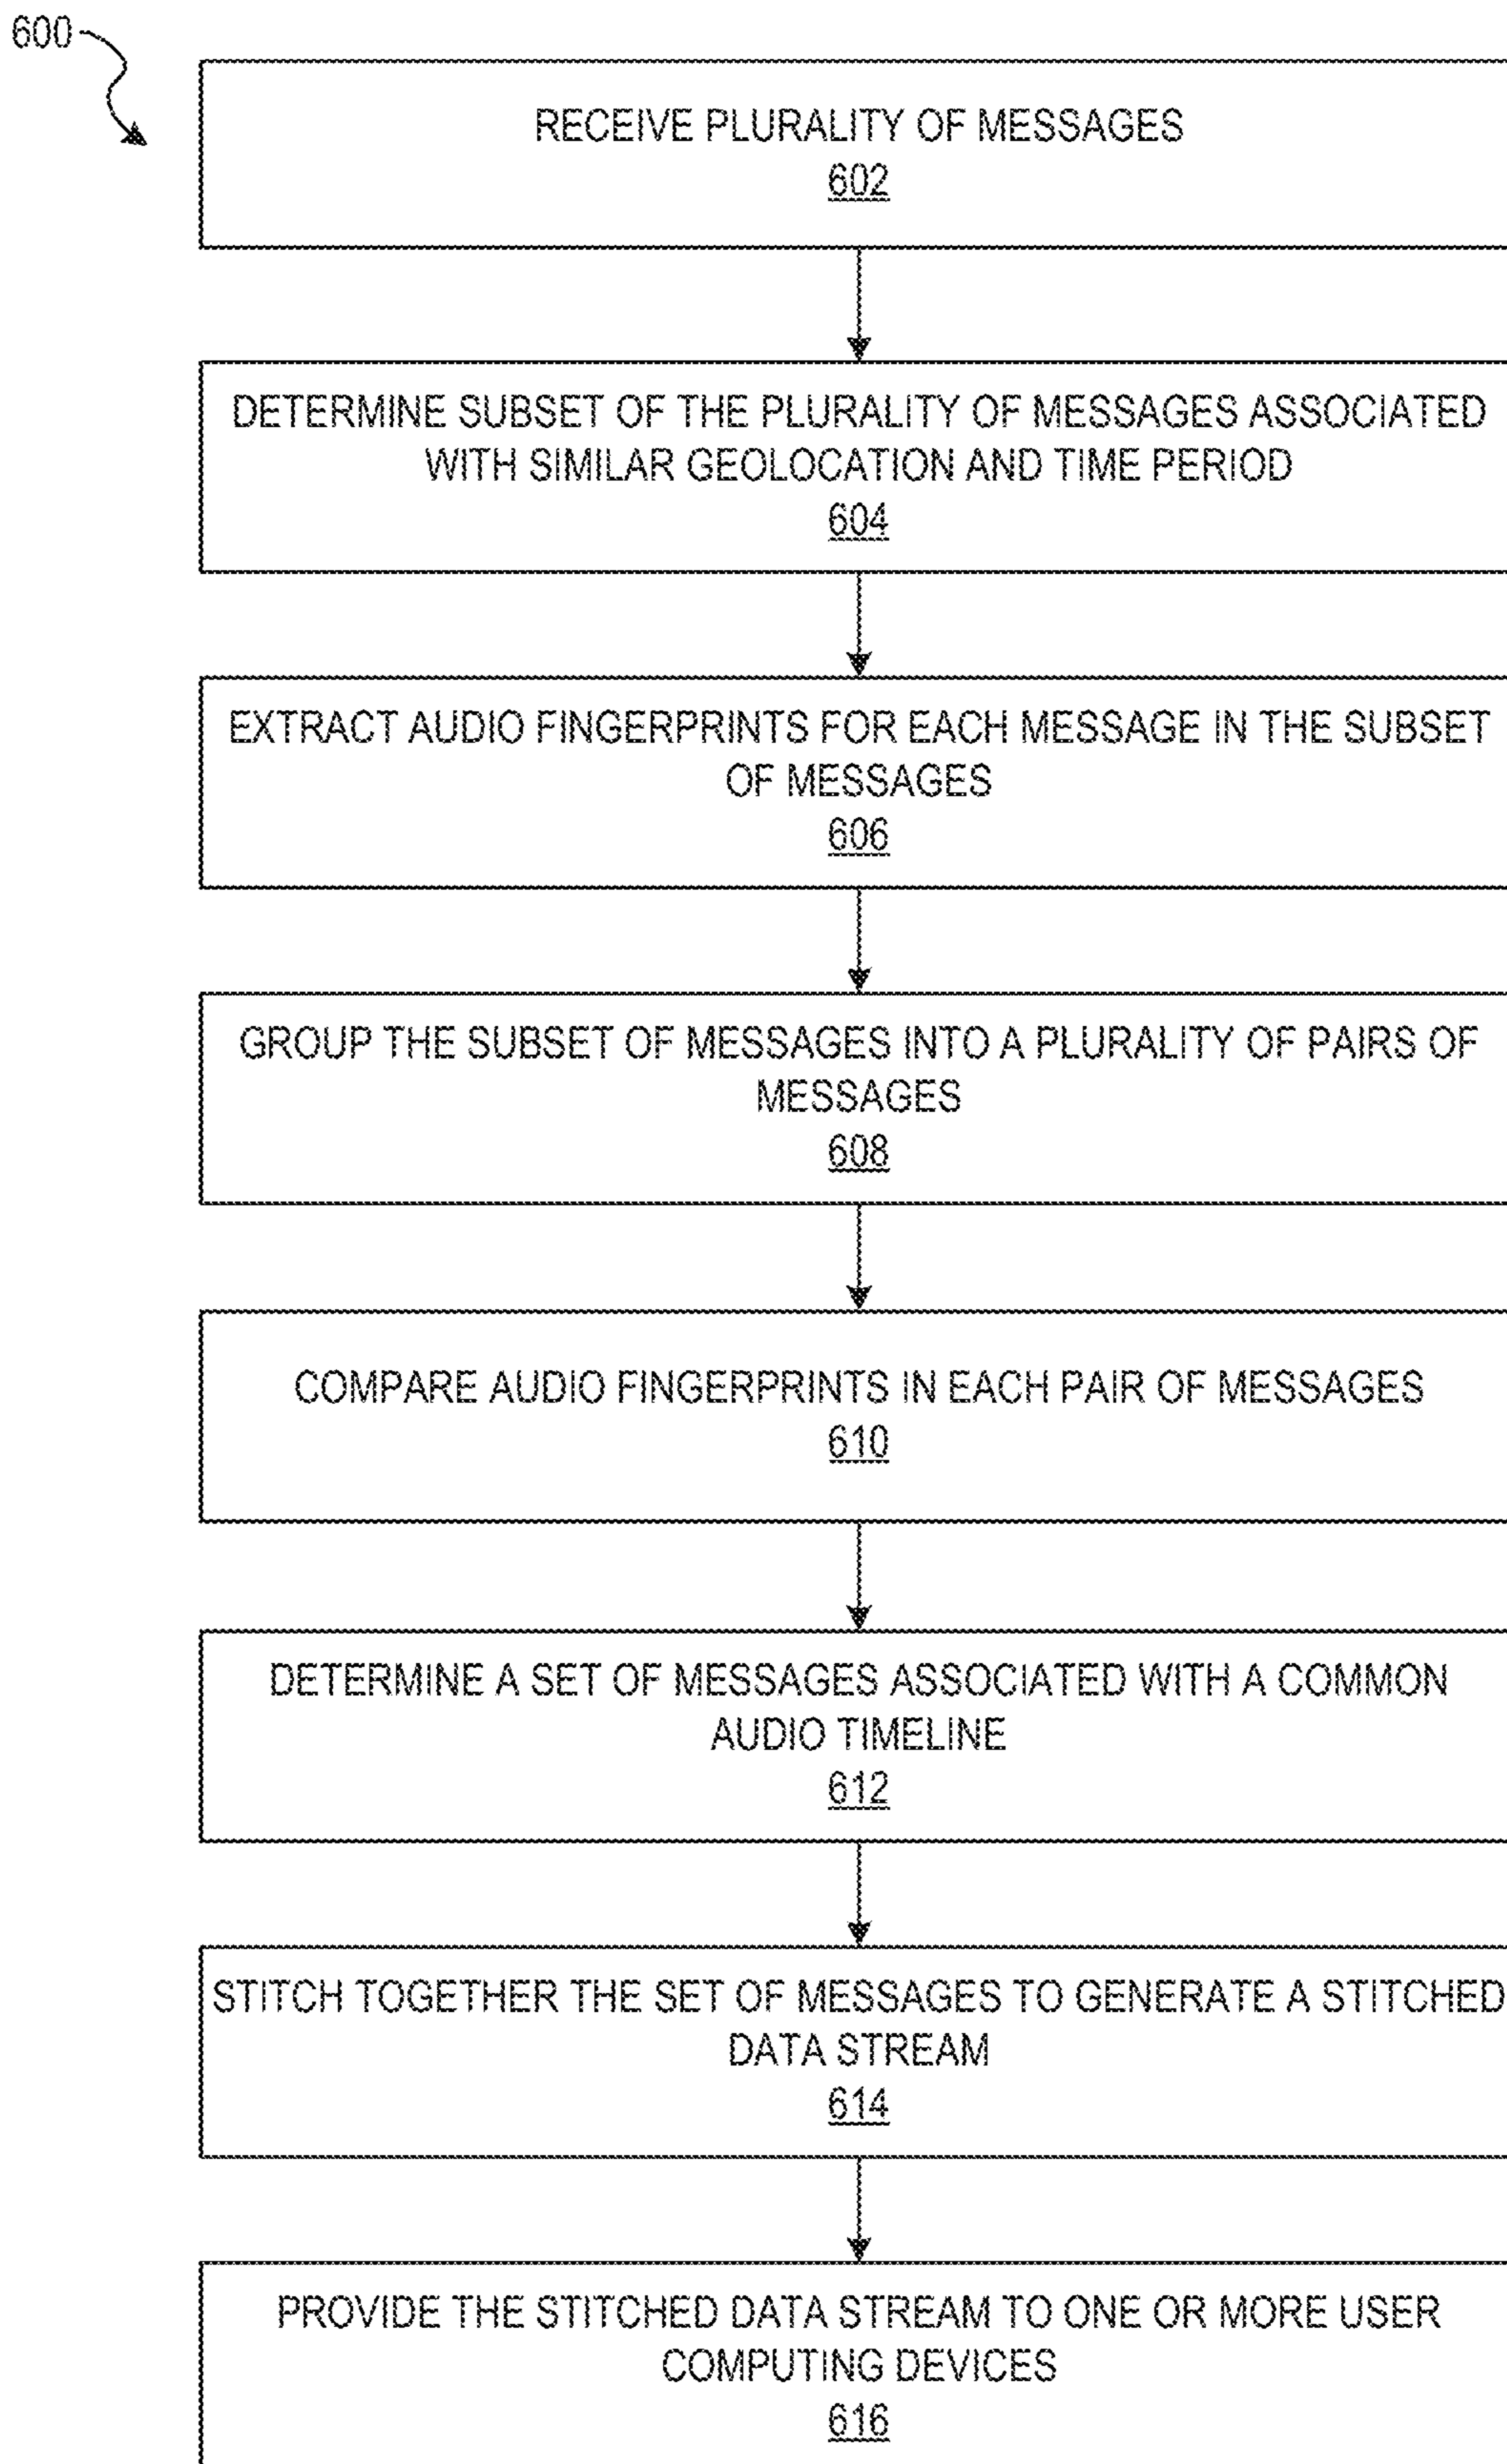 600
RECEIVE PLURALITY OF MESSAGES
602
DETERMINE SUBSET OF THE PLURALITY OF MESSAGES ASSOCIATED
WITH SIMILAR GEOLOCATION AND TIME PERIOD
604
EXTRACT AUDIO FINGERPRINTS FOR EACH MESSAGE IN THE SUBSET
OF MESSAGES
606
GROUP THE SUBSET OF MESSAGES INTO A PLURALITY OF PAIRS OF
MESSAGES
608
COMPARE AUDIO FINGERPRINTS IN EACH PAIR OF MESSAGES
610
DETERMINE A SET OF MESSAGES ASSOCIATED WITH A COMMON
AUDIO TIMELINE
612
STITCH TOGETHER THE SET OF MESSAGES TO GENERATE A STITCHED
DATA STREAM
614
PROVIDE THE STITCHED DATA STREAM TO ONE OR MORE USER
COMPUTING DEVICES
616